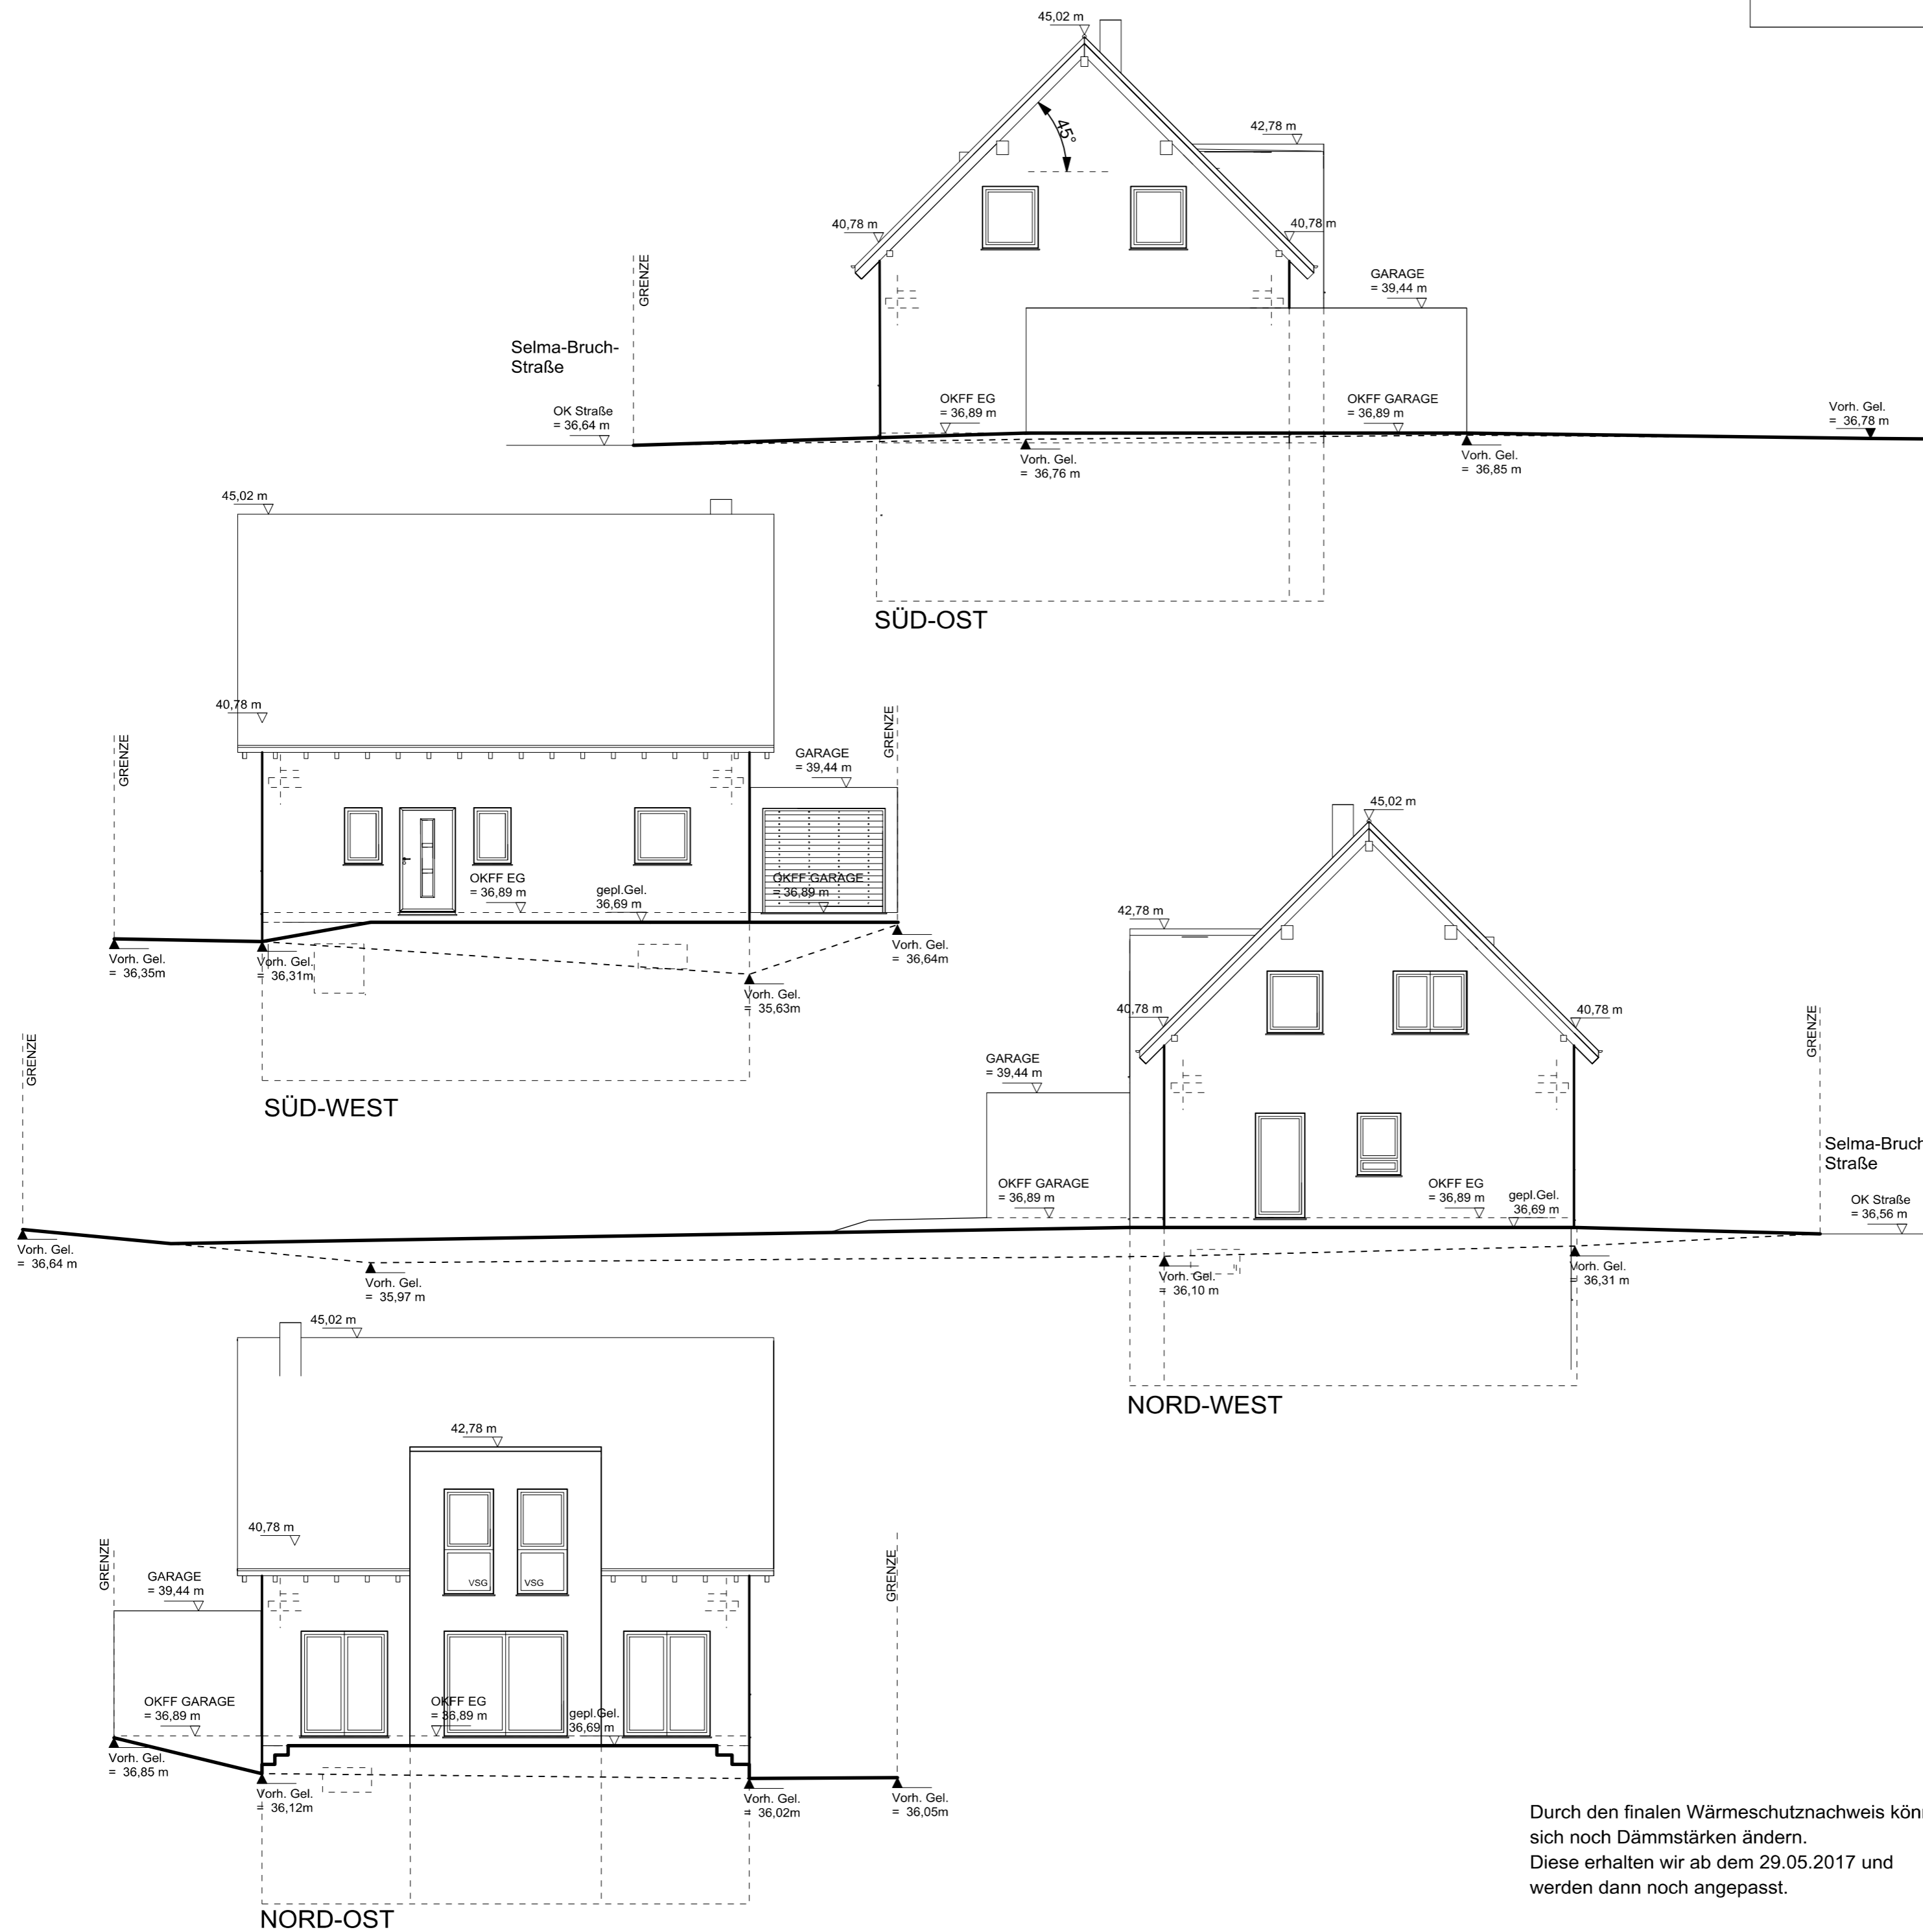 45,02 m
45°
42,78 m
40,78 m
40,78 m
GRENZE
GARAGE
= 39,44 m
Selma-Bruch-
Straße
OK Straße
= 36,64 m
OKFF EG
= 36,89 m
OKFF GARAGE
= 36,89 m
Vorh. Gel.
= 36,78 m
Vorh. Gel.
= 36,76 m
Vorh. Gel.
= 36,85 m
SÜD-OST
45,02 m
40,78 m
GRENZE
GRENZE
GARAGE
= 39,44 m
OKFF EG
= 36,89 m
gepl.Gel.
36,69 m
OKFF GARAGE
= 36,89 m
Vorh. Gel.
= 36,35m
Vorh. Gel.
= 36,31m
Vorh. Gel.
= 35,63m
Vorh. Gel.
= 36,64m
SÜD-WEST
45,02 m
42,78 m
40,78 m
40,78 m
GRENZE
GRENZE
GARAGE
= 39,44 m
Selma-Bruch
Straße
OKFF GARAGE
= 36,89 m
OKFF EG
= 36,89 m
gepl.Gel.
36,69 m
OK Straße
= 36,56 m
Vorh. Gel.
= 36,64 m
Vorh. Gel.
= 35,97 m
Vorh. Gel.
= 36,10 m
Vorh. Gel.
= 36,31 m
NORD-WEST
45,02 m
42,78 m
40,78 m
GRENZE
GRENZE
GARAGE
= 39,44 m
VSG
VSG
OKFF GARAGE
= 36,89 m
OKFF EG
= 36,89 m
gepl.Gel.
36,69 m
Vorh. Gel.
= 36,85 m
Vorh. Gel.
= 36,12m
Vorh. Gel.
= 36,02m
Vorh. Gel.
= 36,05m
NORD-OST
Durch den finalen Wärmeschutznachweis kön
sich noch Dämmstärken ändern.
Diese erhalten wir ab dem 29.05.2017 und
werden dann noch angepasst.